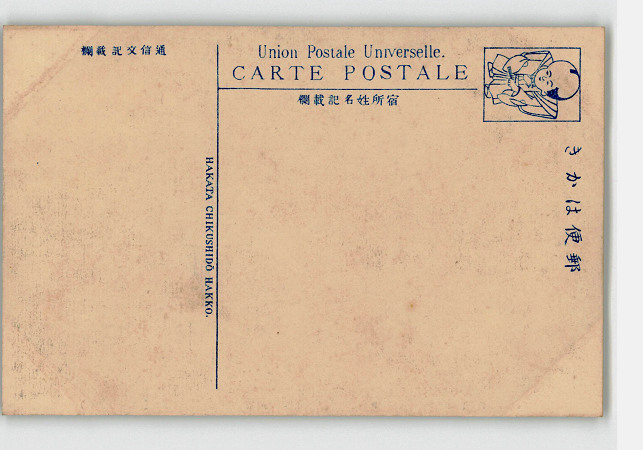 欄載記文信通
Union Postale Universelle.
CARTE POSTALE
欄載記名姓所宿
HAKATA CHIKUSHIDŌ HAKKO.
きかは便郵